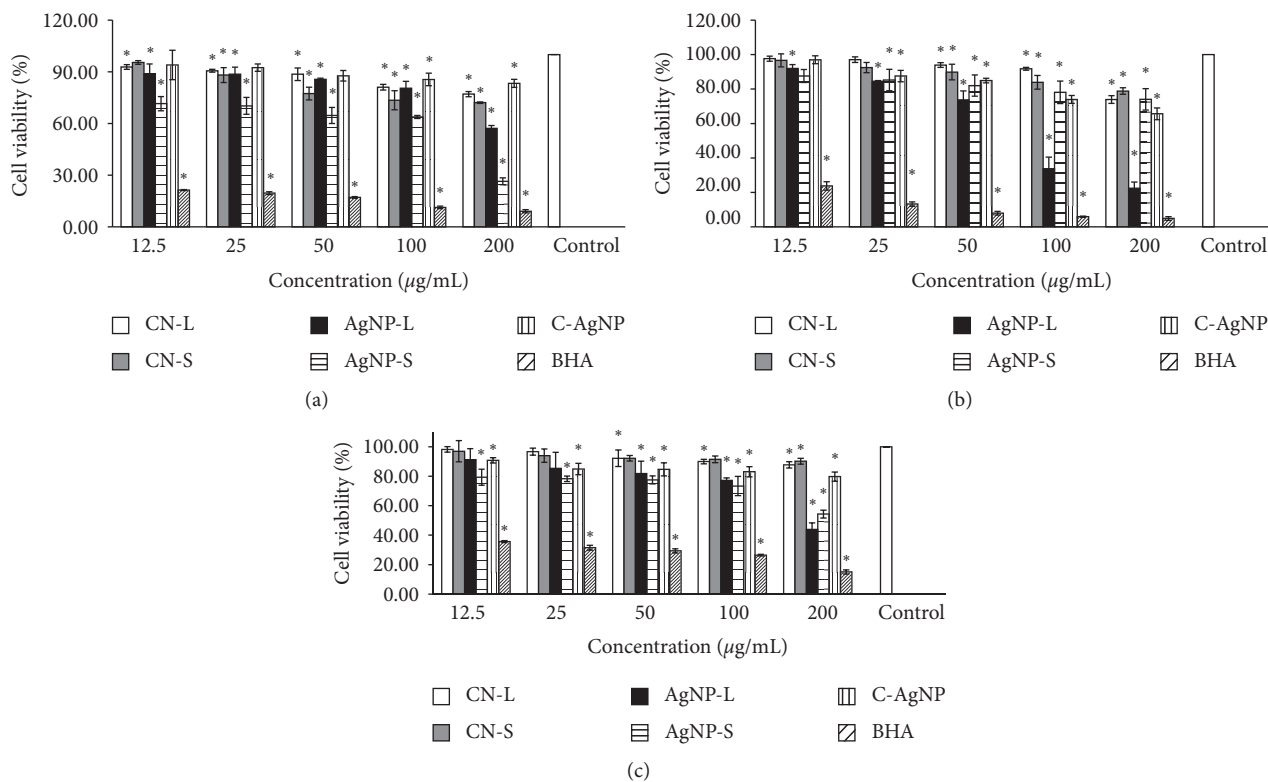 120.00
90.00
60.00
30.00
0.00
Cell viability (%)
* * * *
* * * *
* * * *
* * * * * *
* * * * * *
12.5 25 50 100 200 Control
Concentration (μg/mL)
CN-L AgNP-L C-AgNP
CN-S AgNP-S BHA
(a)
120.00
100.00
80.00
60.00
40.00
20.00
0.00
Cell viability (%)
* *
* * * *
* * * * * *
* * * * * *
* * * * * *
12.5 25 50 100 200 Control
Concentration (μg/mL)
CN-L AgNP-L C-AgNP
CN-S AgNP-S BHA
(b)
100.00
80.00
60.00
40.00
20.00
0.00
Cell viability (%)
* * *
* * *
* * * * *
* * * * *
* * * * * *
12.5 25 50 100 200 Control
Concentration (μg/mL)
CN-L AgNP-L C-AgNP
CN-S AgNP-S BHA
(c)